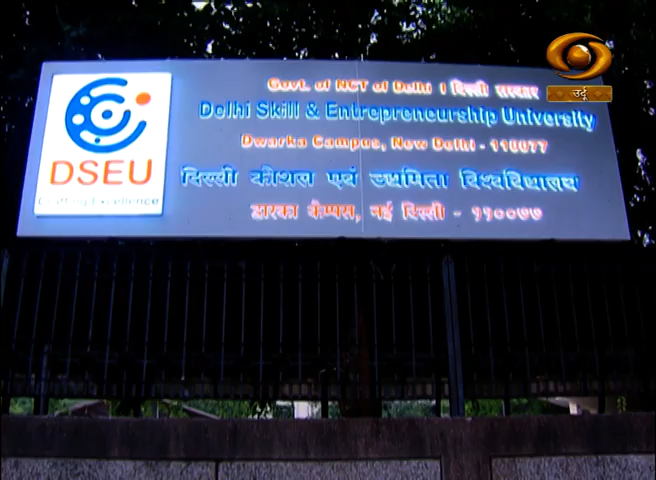 Govt. of NCT of Delhi | दिल्ली सरकार
Delhi Skill & Entrepreneurship University
Dwarka Campus, New Delhi - 110077
दिल्ली कौशल एवं उद्यमिता विश्वविद्यालय
द्वारका कैम्पस, नई दिल्ली - ११००७७
DSEU
Crafting Excellence
उर्दू